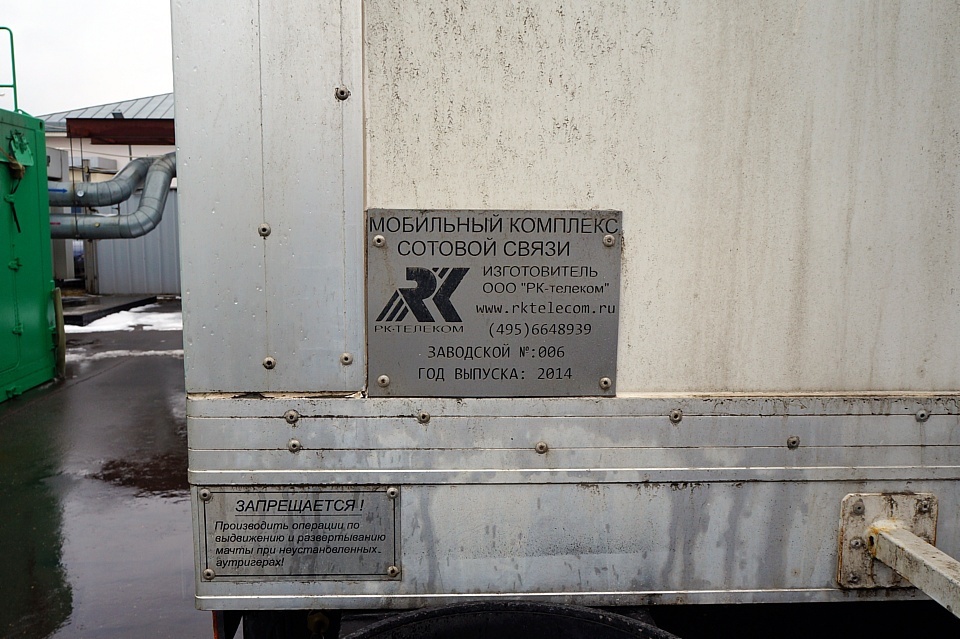 МОБИЛЬНЫЙ КОМПЛЕКС
СОТОВОЙ СВЯЗИ
RK
РК-ТЕЛЕКОМ
ИЗГОТОВИТЕЛЬ
ООО "РК-телеком"
www.rktelecom.ru
(495)6648939
ЗАВОДСКОЙ №:006
ГОД ВЫПУСКА: 2014
ЗАПРЕЩАЕТСЯ!
Производить операции по
выдвижению и развертыванию
мачты при неустановленных
аутригерах!